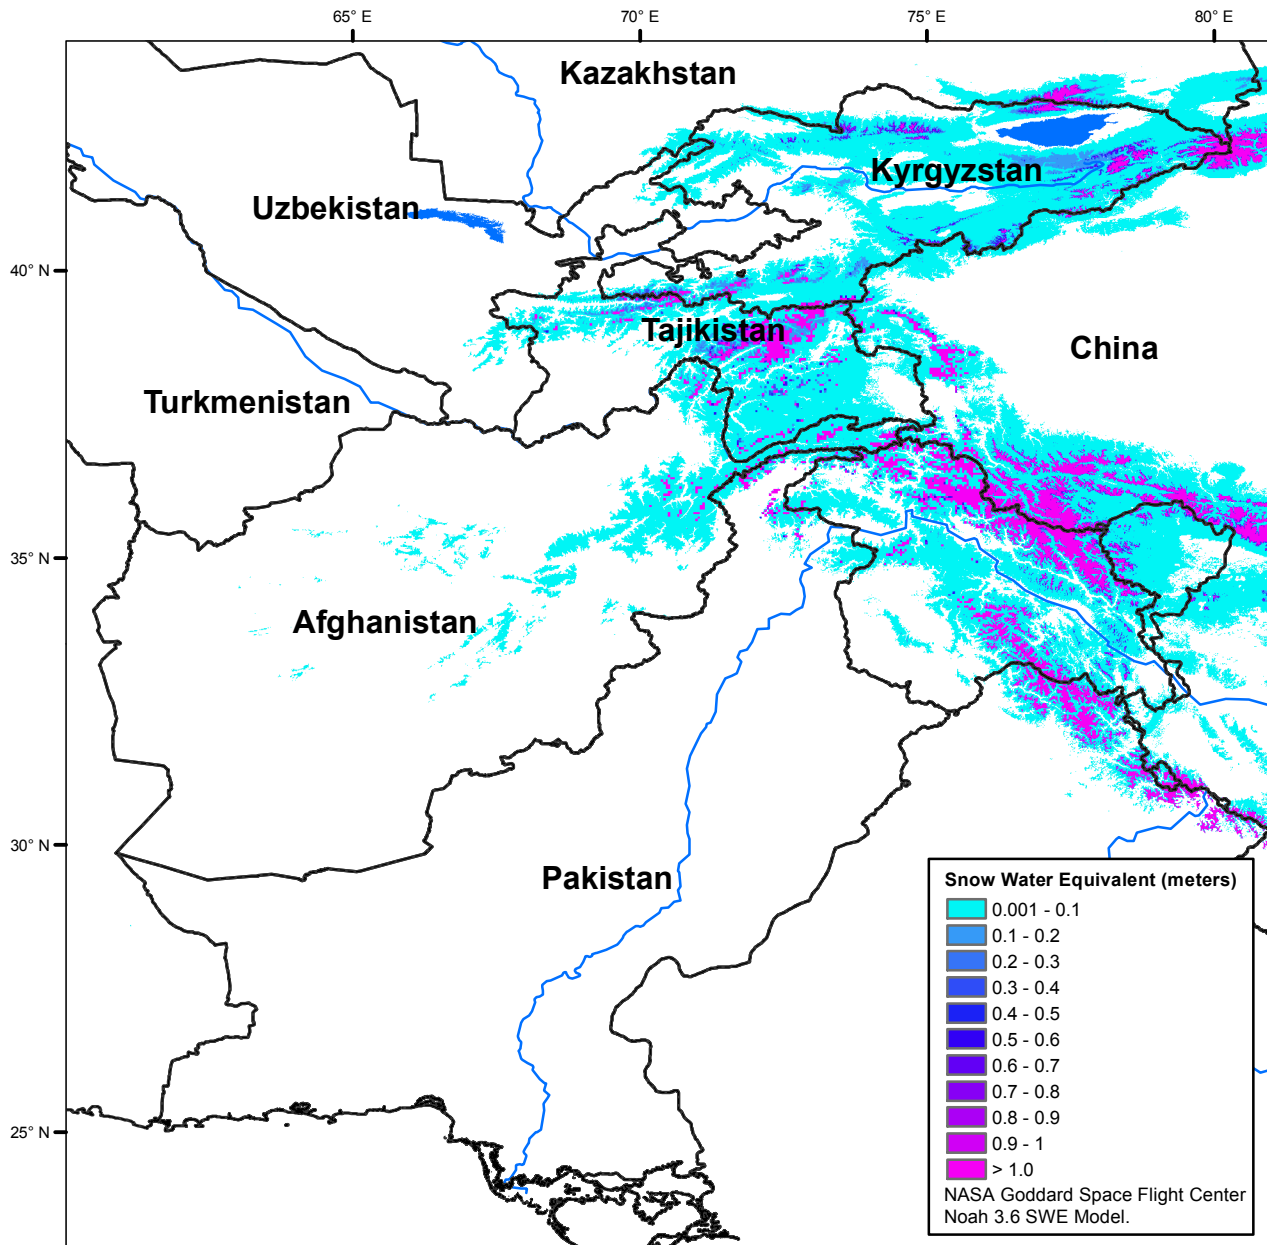 65° E
70° E
75° E
80° E
Kazakhstan
Kyrgyzstan
Uzbekistan
40° N
Tajikistan
China
Turkmenistan
35° N
Afghanistan
30° N
Pakistan
25° N
Snow Water Equivalent (meters)
0.001 - 0.1
0.1 - 0.2
0.2 - 0.3
0.3 - 0.4
0.4 - 0.5
0.5 - 0.6
0.6 - 0.7
0.7 - 0.8
0.8 - 0.9
0.9 - 1
> 1.0
NASA Goddard Space Flight Center
Noah 3.6 SWE Model.